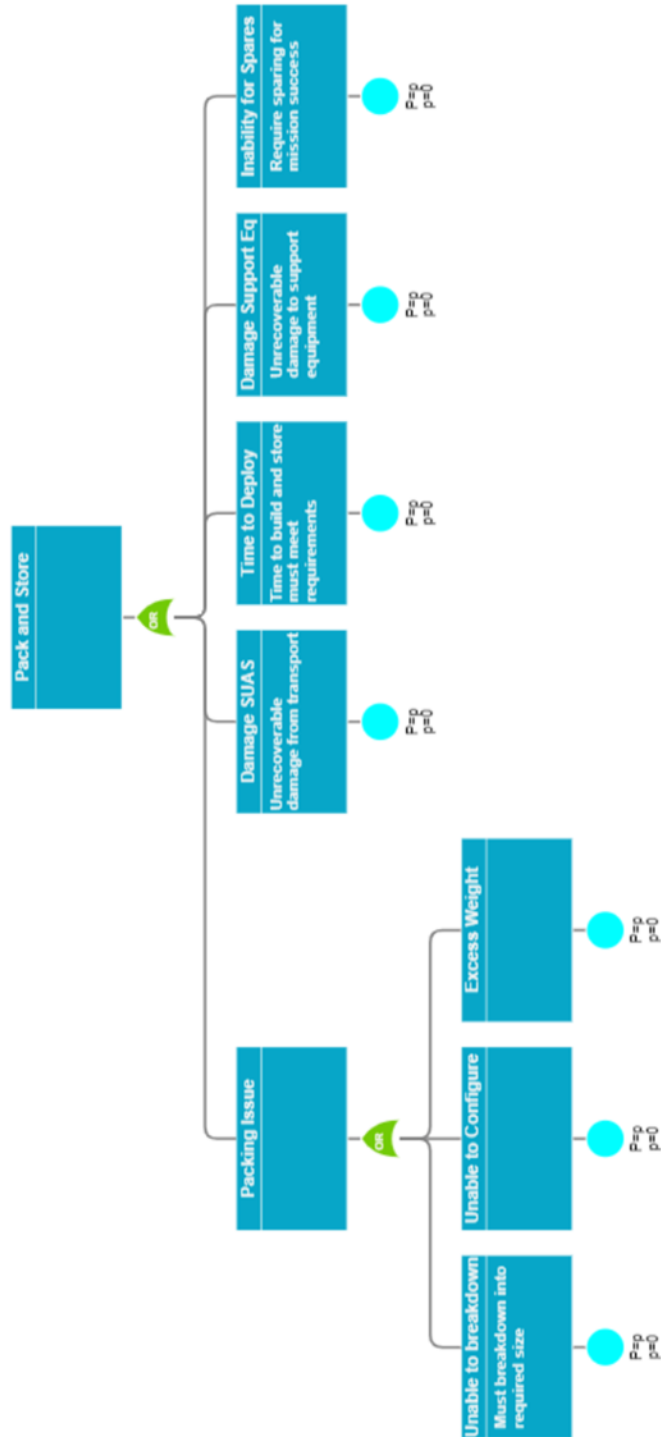 Pack and Store
OR
Packing Issue
Damage SUAS
Unrecoverable
damage from transport
Time to Deploy
Time to build and store
must meet
requirements
Damage Support Eq
Unrecoverable
damage to support
equipment
Inability for Spares
Require sparing for
mission success
OR
P=p
p=0
P=p
p=0
P=p
p=0
P=p
p=0
Unable to breakdown
Must breakdown into
required size
Unable to Configure
Excess Weight
P=p
p=0
P=p
p=0
P=p
p=0